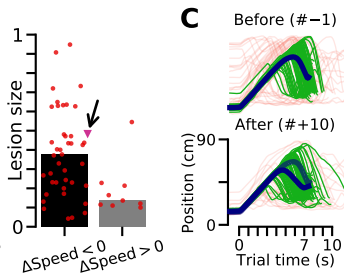 C
Before (#−1)
1
Lesion size
0
ΔSpeed < 0
ΔSpeed > 0
After (#+10)
90
Position (cm)
0
0
7
10
Trial time (s)